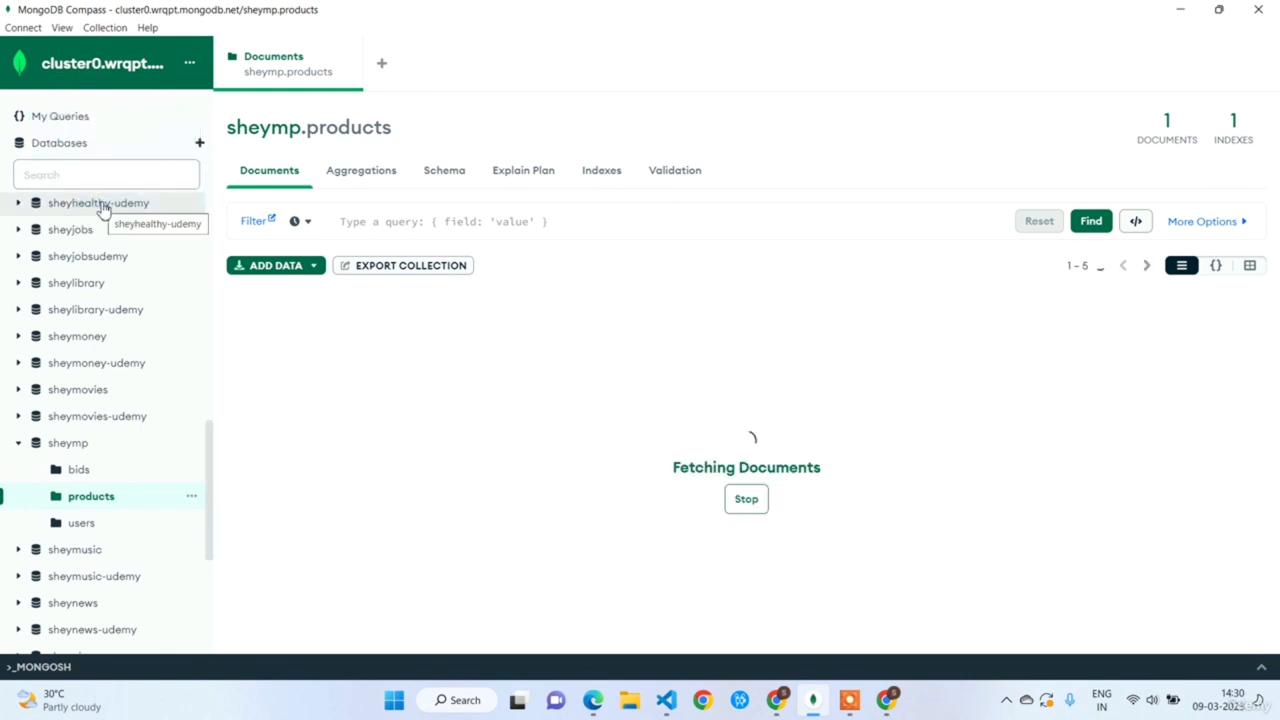 MongoDB Compass - cluster0.wrqpt.mongodb.net/sheymp.products
Connect View Collection Help
cluster0.wrqpt....
Documents
sheymp.products
My Queries
Databases
Search
sheyhealthy-udemy
sheyhealthy-udemy
sheyjobs
sheyjobsudemy
sheylibrary
sheylibrary-udemy
sheymoney
sheymoney-udemy
sheymovies
sheymovies-udemy
sheymp
bids
products
users
sheymusic
sheymusic-udemy
sheynews
sheynews-udemy
sheymp.products
1
DOCUMENTS
1
INDEXES
Documents Aggregations Schema Explain Plan Indexes Validation
Filter Type a query: { field: 'value' } Reset Find </> More Options
ADD DATA EXPORT COLLECTION 1 - 5 {}
Fetching Documents
Stop
>_MONGOSH
30°C
Partly cloudy
Search
ENG
IN
14:30
09-03-2025